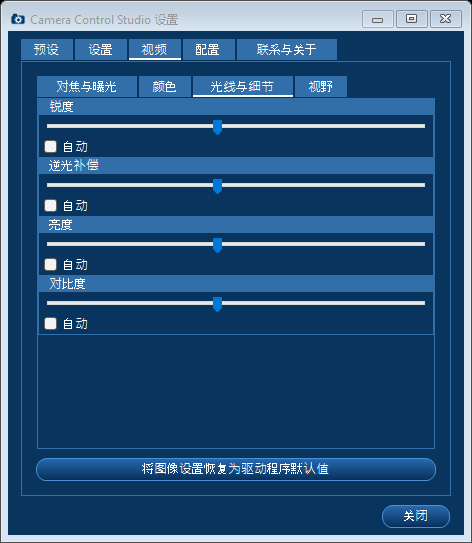 Camera Control Studio 设置
预设 设置 视频 配置 联系与关于
对焦与曝光 颜色 光线与细节 视野
锐度
自动
逆光补偿
自动
亮度
自动
对比度
自动
将图像设置恢复为驱动程序默认值
关闭